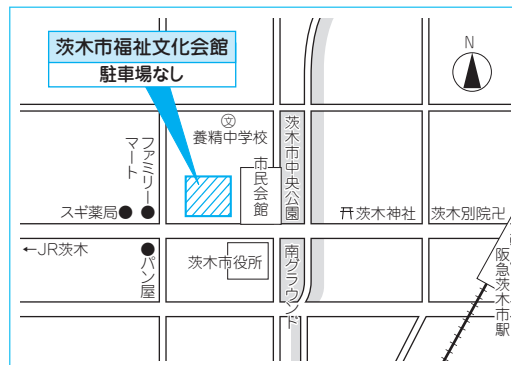 茨木市福祉文化会館
駐車場なし
N
文
養精中学校
茨木市中央公園
ファミリー
マート
市民会館
スギ薬局
茨木神社
茨木別院卍
←JR茨木
パン屋
茨木市役所
南グラウンド
阪急茨木市駅